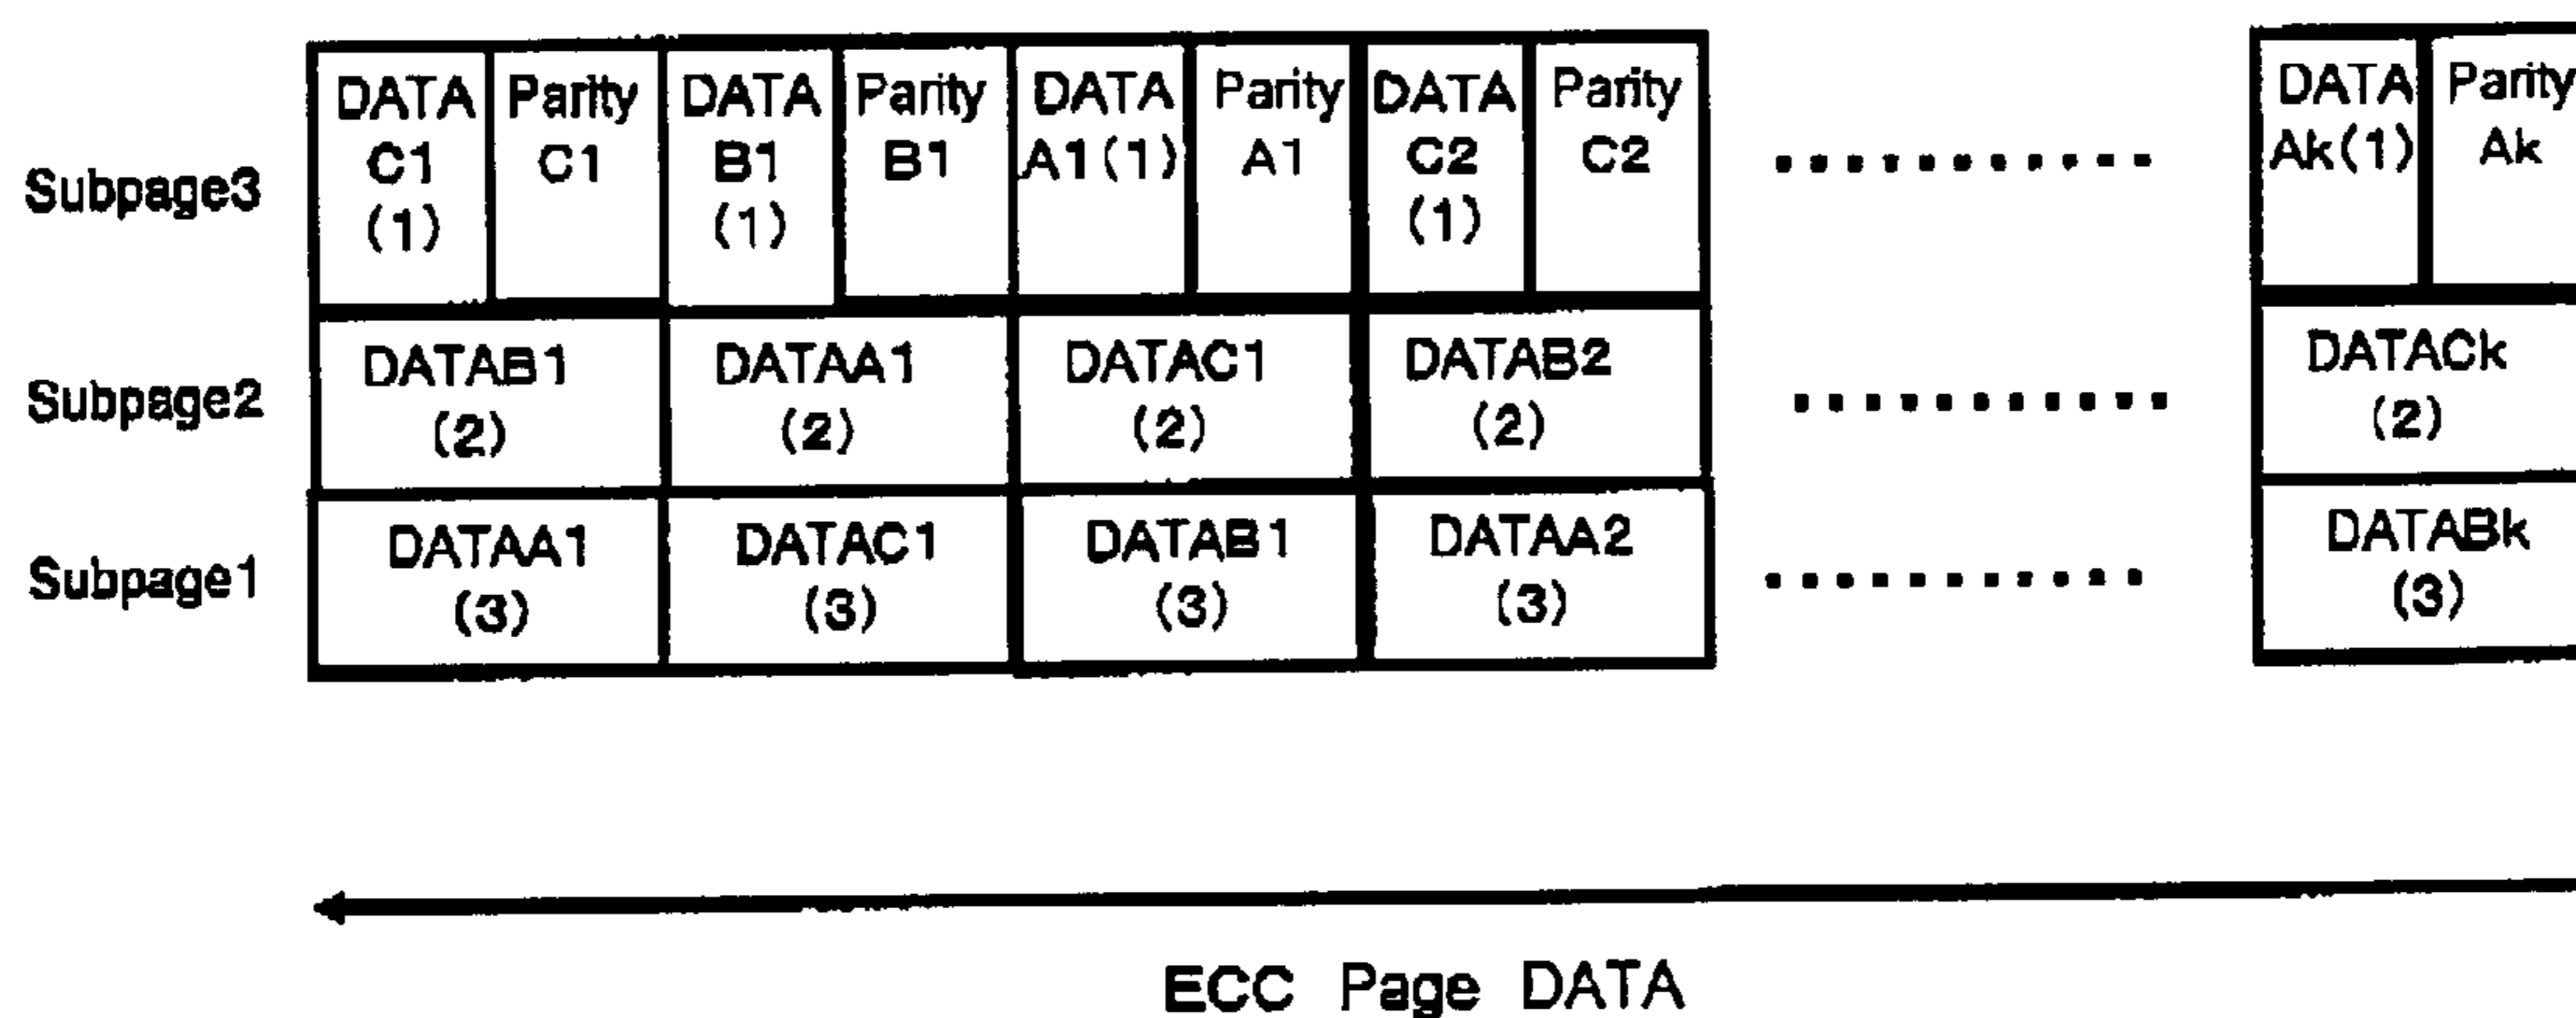 Subpage3
DATA C1 (1)
Parity C1
DATA B1 (1)
Parity B1
DATA A1(1)
Parity A1
DATA C2 (1)
Parity C2
DATA Ak(1)
Parity Ak
Subpage2
DATAB1 (2)
DATAA1 (2)
DATAC1 (2)
DATAB2 (2)
DATACk (2)
Subpage1
DATAA1 (3)
DATAC1 (3)
DATAB1 (3)
DATAA2 (3)
DATABk (3)
ECC Page DATA